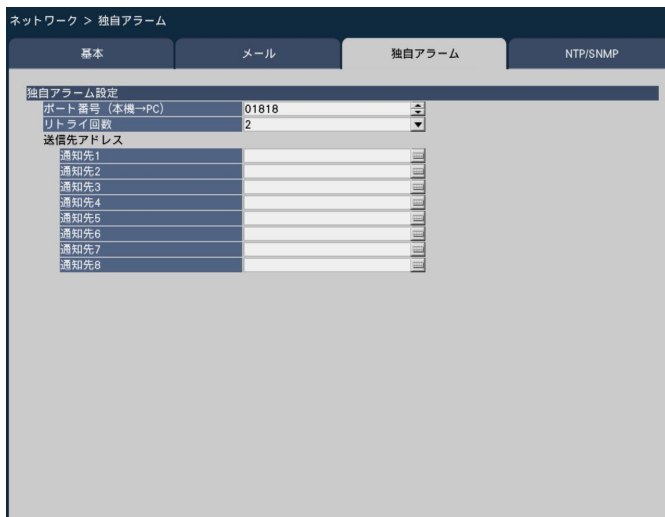 ネットワーク > 独自アラーム
基本 メール 独自アラーム NTP/SNMP
独自アラーム設定
ポート番号（本機→PC） 01818
リトライ回数 2
送信先アドレス
通知先1
通知先2
通知先3
通知先4
通知先5
通知先6
通知先7
通知先8